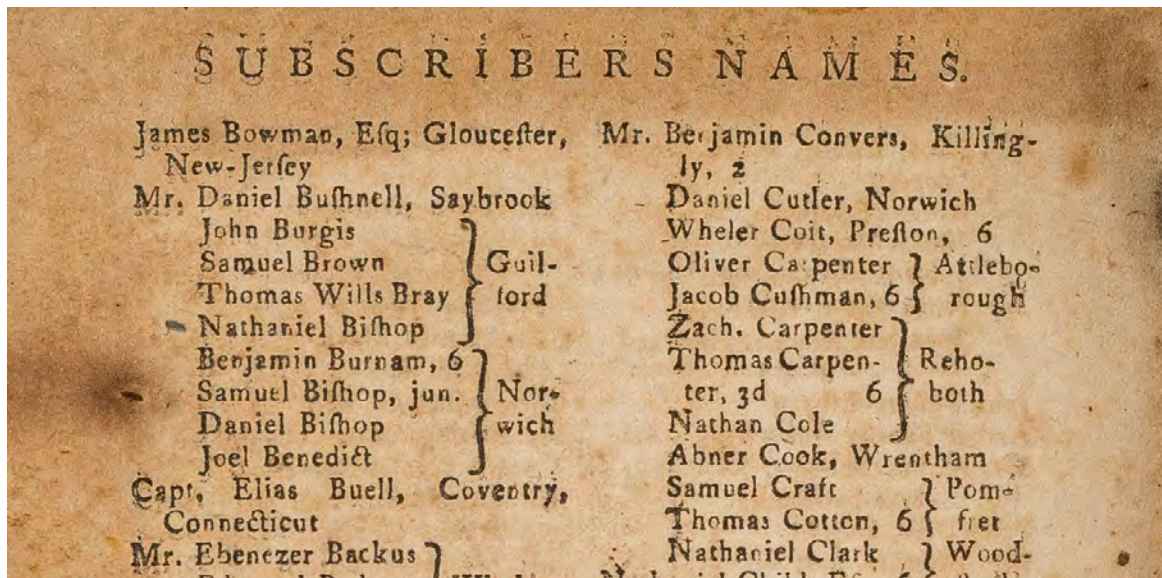 SUBSCRIBERS NAMES.
James Bowman, Eſq; Glouceſter,
New-Jerſey
Mr. Daniel Buſhnell, Saybrook
John Burgis
Samuel Brown } Guil-
Thomas Wills Bray } ford
Nathaniel Biſhop
Benjamin Burnam, 6
Samuel Biſhop, jun. } Nor-
Daniel Biſhop } wich
Joel Benedict
Capt. Elias Buell, Coventry,
Connecticut
Mr. Ebenezer Backus }
Mr. Benjamin Convers, Killing-
ly, 2
Daniel Cutler, Norwich
Wheler Coit, Preſton, 6
Oliver Carpenter } Attlebo-
Jacob Cuſhman, 6 } rough
Zach. Carpenter
Thomas Carpen- } Reho-
ter, 3d 6 } both
Nathan Cole
Abner Cook, Wrentham
Samuel Craft } Pom-
Thomas Cotton, 6 } fret
Nathaniel Clark } Wood-